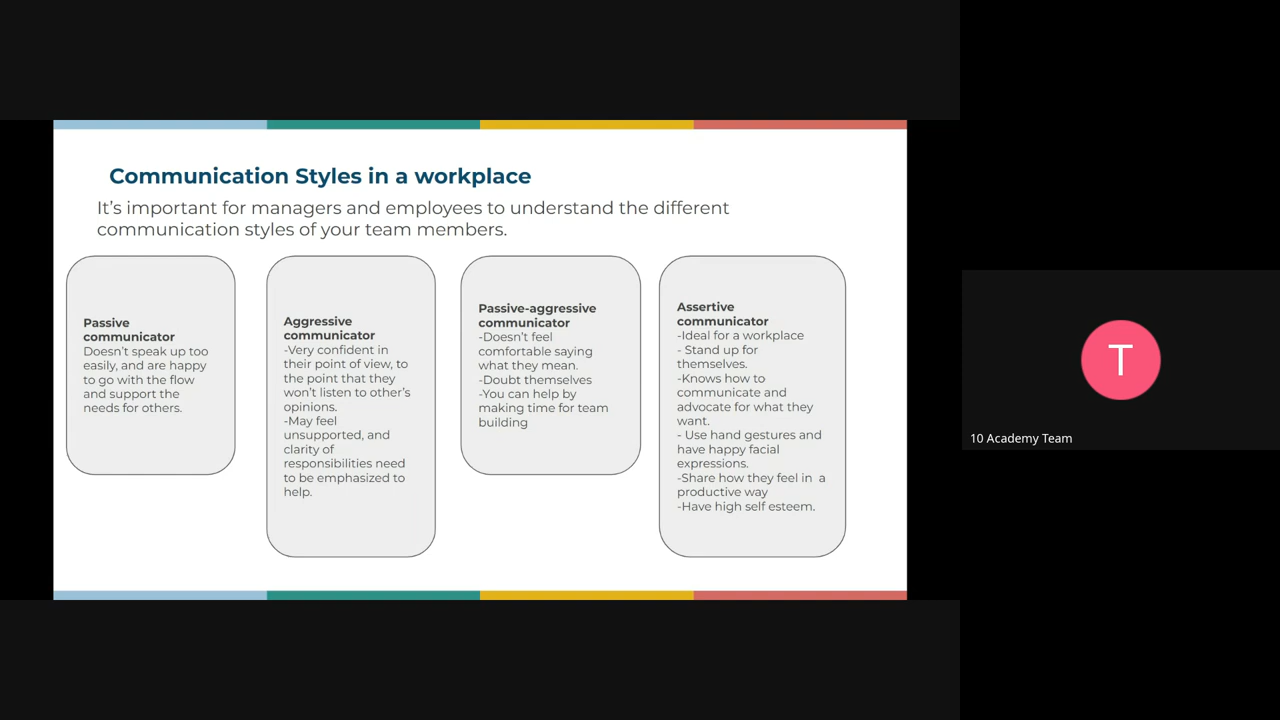 Communication Styles in a workplace
It's important for managers and employees to understand the different
communication styles of your team members.
Passive
communicator
Doesn't speak up too
easily, and are happy
to go with the flow
and support the
needs for others.
Aggressive
communicator
-Very confident in
their point of view, to
the point that they
won't listen to other's
opinions.
-May feel
unsupported, and
clarity of
responsibilities need
to be emphasized to
help.
Passive-aggressive
communicator
-Doesn't feel
comfortable saying
what they mean.
-Doubt themselves
-You can help by
making time for team
building
Assertive
communicator
-Ideal for a workplace
- Stand up for
themselves.
-Knows how to
communicate and
advocate for what they
want.
- Use hand gestures and
have happy facial
expressions.
-Share how they feel in  a
productive way
-Have high self esteem.
T
10 Academy Team